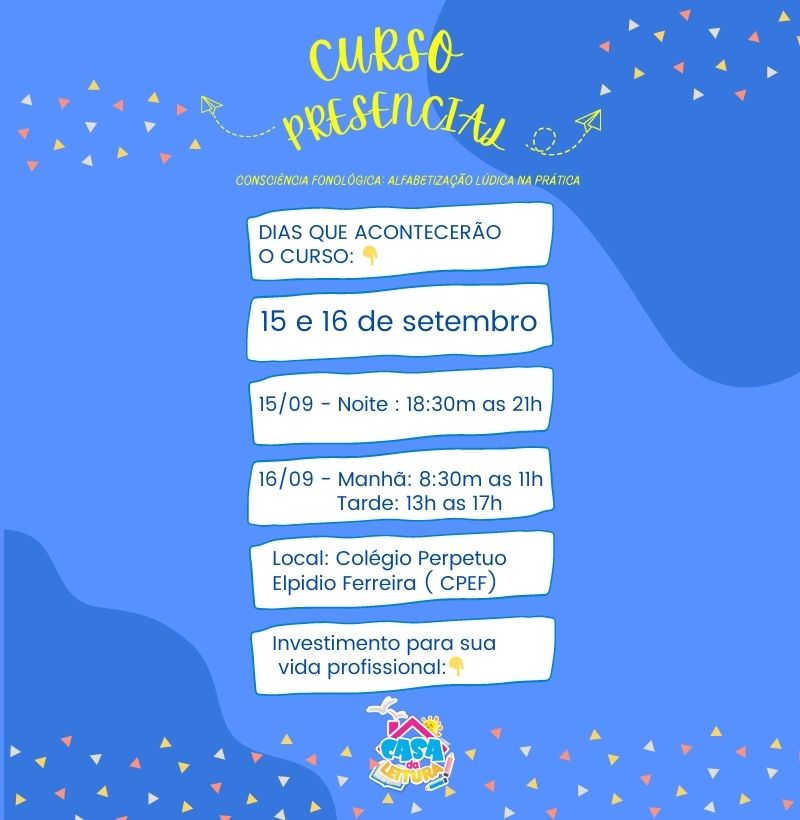 CURSO
PRESENCIAL
CONSCIÊNCIA FONOLÓGICA: ALFABETIZAÇÃO LÚDICA NA PRÁTICA
DIAS QUE ACONTECERÃO
O CURSO: 👇
15 e 16 de setembro
15/09 - Noite : 18:30m as 21h
16/09 - Manhã: 8:30m as 11h
Tarde: 13h as 17h
Local: Colégio Perpetuo
Elpidio Ferreira ( CPEF)
Investimento para sua
vida profissional:👇
CASA
da
LEITURA